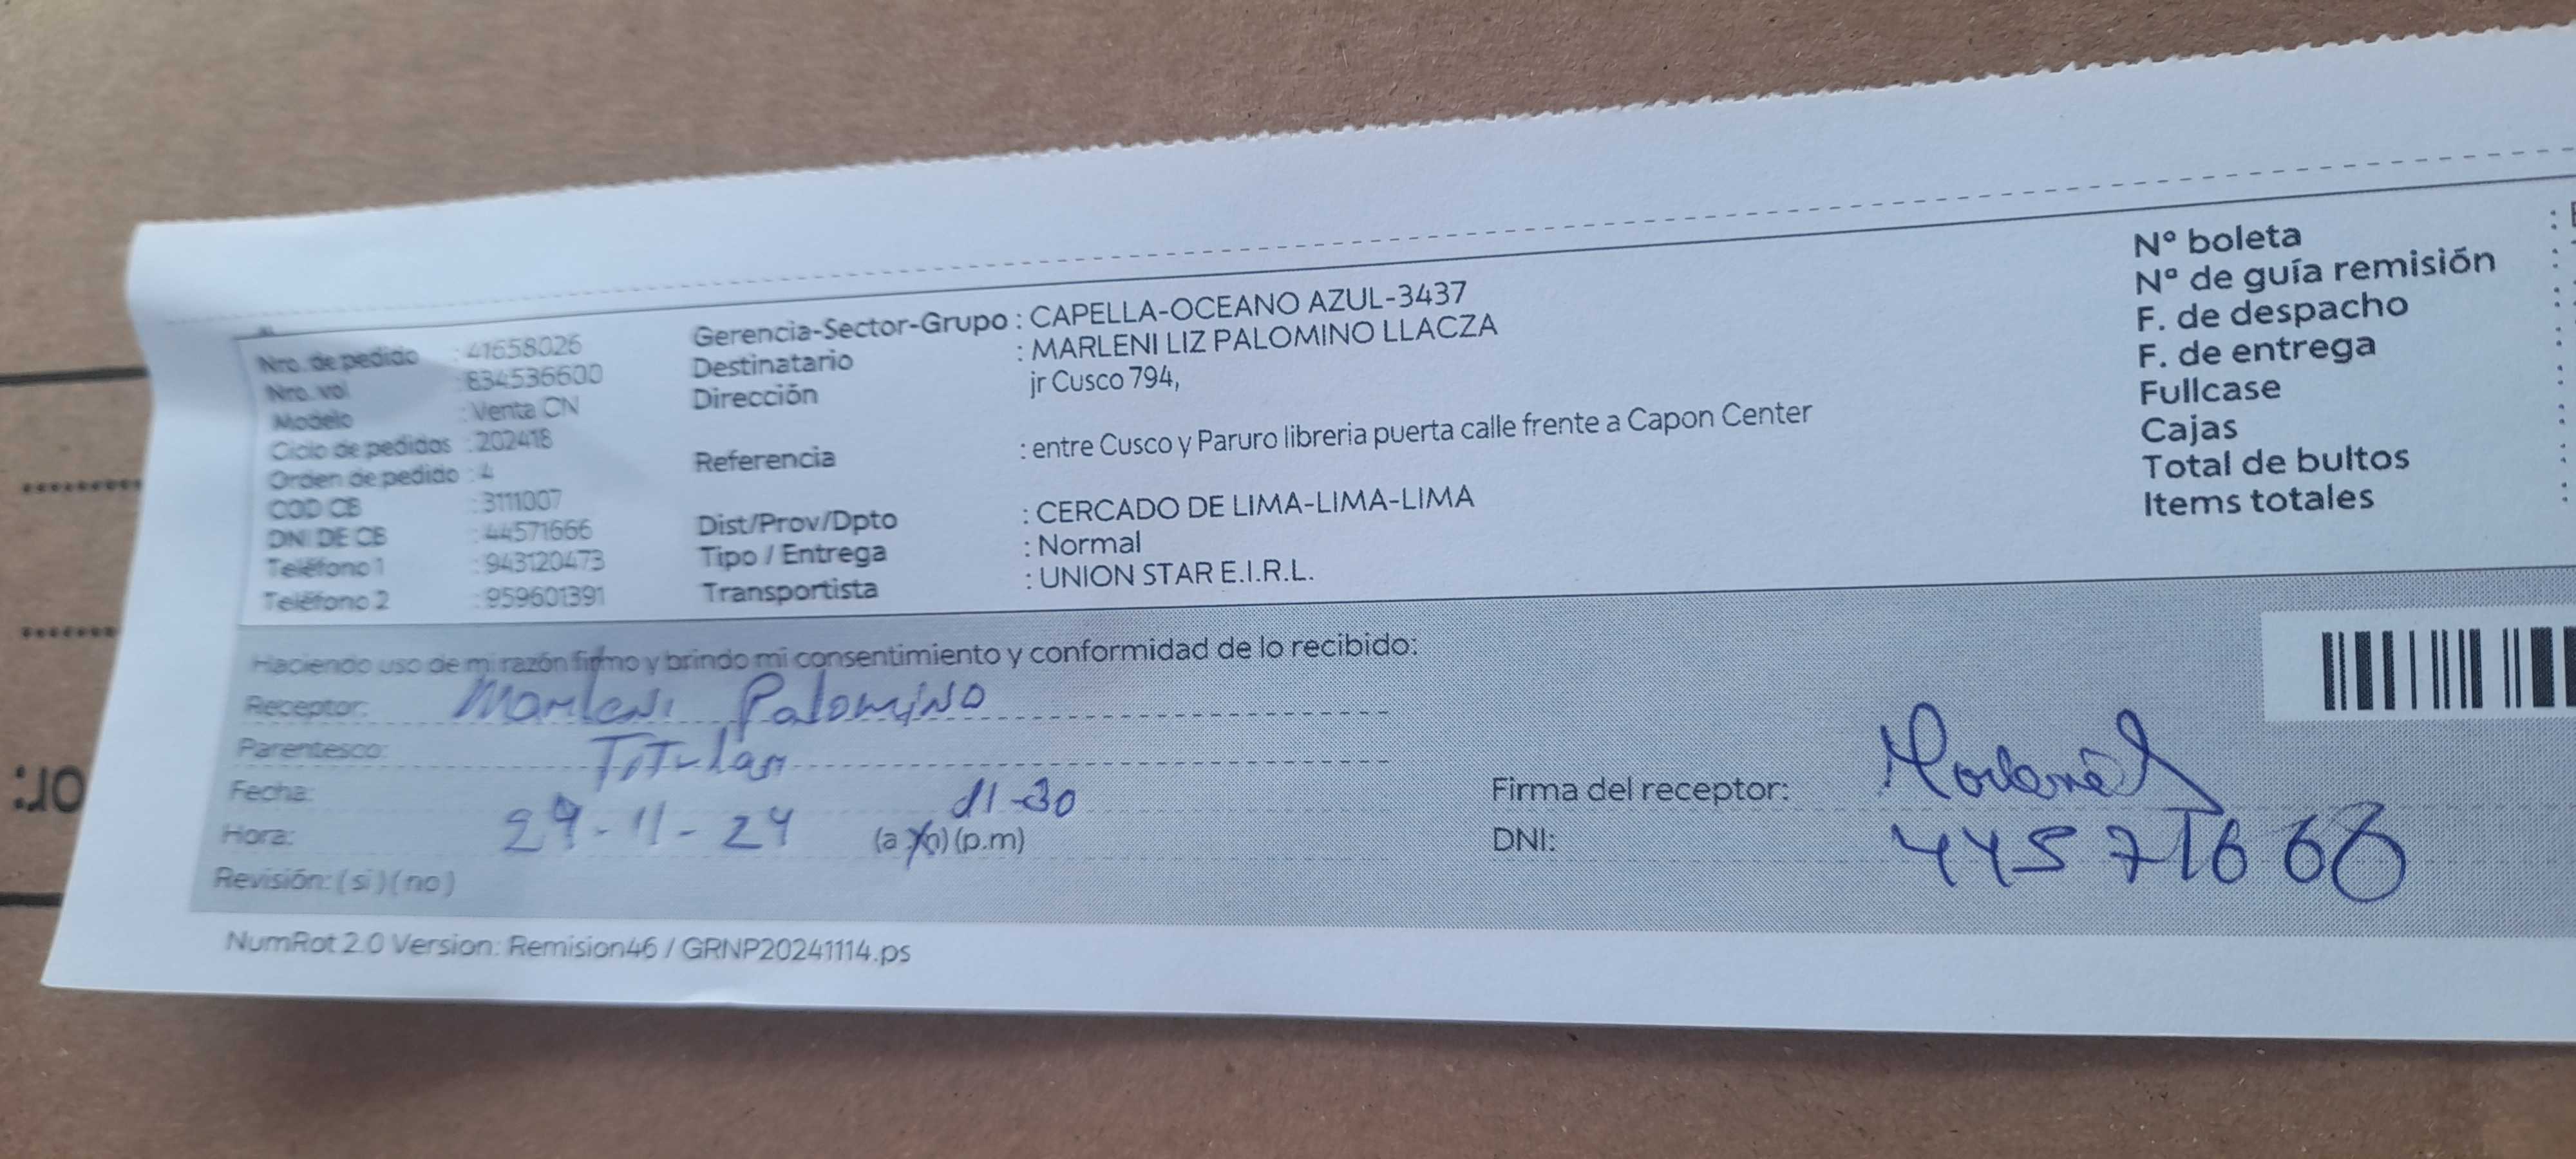 Nro. de pedido : 41658026
Nro. vol : 834536600
Modelo : Venta CN
Ciclo de pedidos : 202418
Orden de pedido : 4
COD CB : 3111007
DNI DE CB : 44571666
Teléfono 1 : 943120473
Teléfono 2 : 959601391
Gerencia-Sector-Grupo : CAPELLA-OCEANO AZUL-3437
Destinatario : MARLENI LIZ PALOMINO LLACZA
Dirección jr Cusco 794,
Referencia : entre Cusco y Paruro libreria puerta calle frente a Capon Center
Dist/Prov/Dpto : CERCADO DE LIMA-LIMA-LIMA
Tipo / Entrega : Normal
Transportista : UNION STAR E.I.R.L.
Nº boleta :
Nº de guía remisión :
F. de despacho :
F. de entrega :
Fullcase :
Cajas :
Total de bultos :
Items totales :
Haciendo uso de mi razón firmo y brindo mi consentimiento y conformidad de lo recibido:
Receptor: Marleni Palomino
Parentesco: Titular
Fecha: 11-30
Hora: 29-11-24 (a.m) (p.m)
Revisión: ( si ) ( no )
Firma del receptor:
DNI: 44571666
NumRot 2.0 Version: Remision46 / GRNP20241114.ps